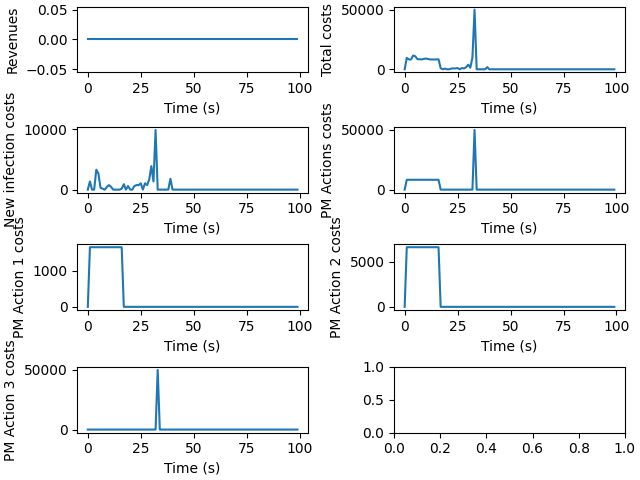 Revenues
0.05
0.00
−0.05
0 25 50 75 100
Time (s)
Total costs
50000
0
0 25 50 75 100
Time (s)
New infection costs
10000
0
0 25 50 75 100
Time (s)
PM Actions costs
50000
0
0 25 50 75 100
Time (s)
PM Action 1 costs
1000
0
0 25 50 75 100
Time (s)
PM Action 2 costs
5000
0
0 25 50 75 100
Time (s)
PM Action 3 costs
50000
0
0 25 50 75 100
Time (s)
1.0
0.5
0.0
0.0 0.2 0.4 0.6 0.8 1.0